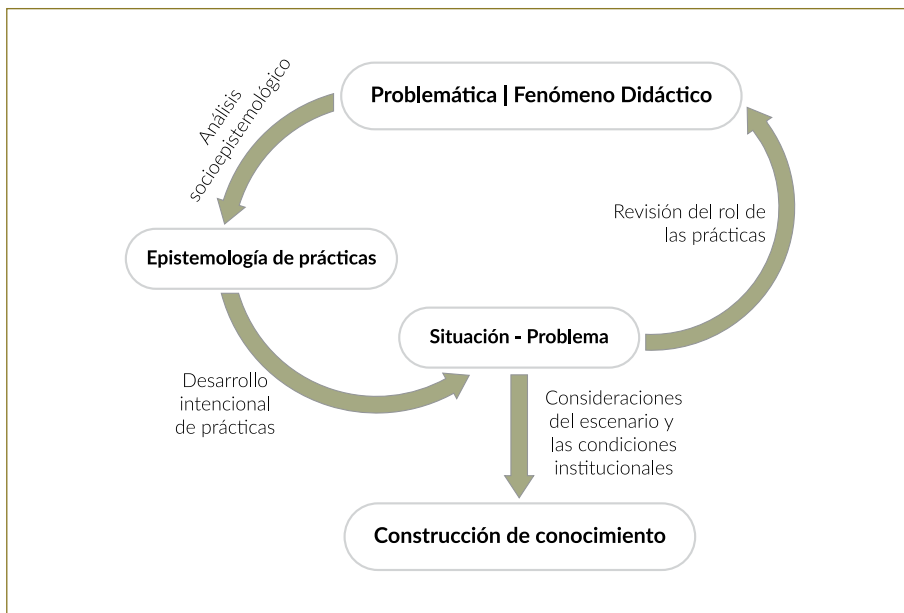 Problemática | Fenómeno Didáctico
Análisis
socioepistemológico
Revisión del rol de
las prácticas
Epistemología de prácticas
Situación - Problema
Desarrollo
intencional
de prácticas
Consideraciones
del escenario y
las condiciones
institucionales
Construcción de conocimiento